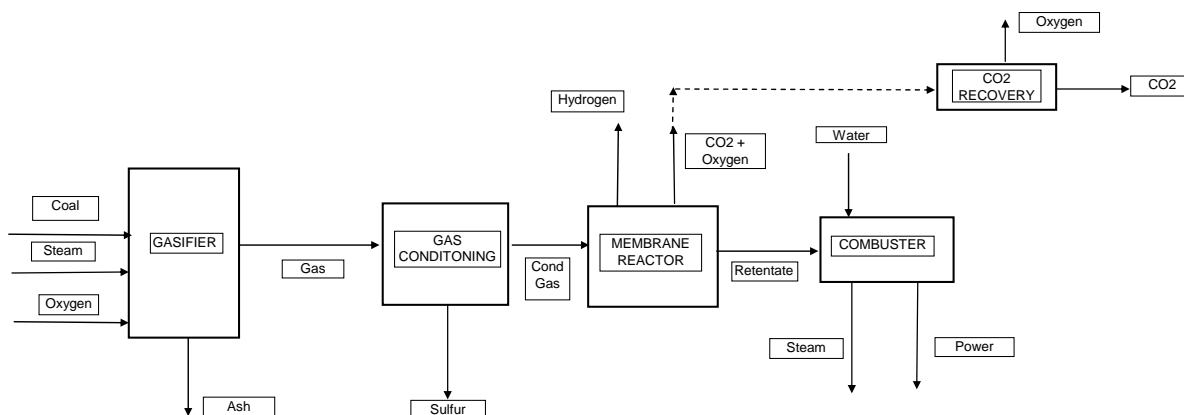 Oxygen
CO2
RECOVERY
CO2
Hydrogen
CO2 +
Oxygen
Water
Coal
Steam
Oxygen
GASIFIER
Gas
GAS
CONDITONING
Cond
Gas
MEMBRANE
REACTOR
Retentate
COMBUSTER
Steam
Power
Ash
Sulfur